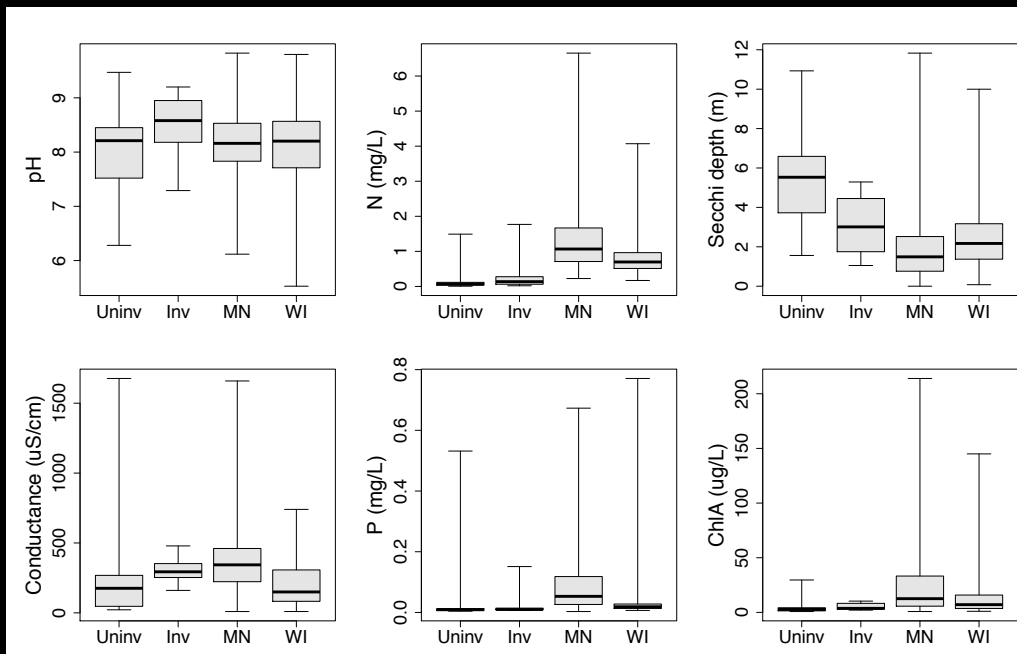 pH
9
8
7
6
Uninv Inv MN WI
N (mg/L)
6
5
4
3
2
1
0
Uninv Inv MN WI
Secchi depth (m)
12
10
8
6
4
2
0
Uninv Inv MN WI
Conductance (uS/cm)
1500
1000
500
0
Uninv Inv MN WI
P (mg/L)
0.8
0.6
0.4
0.2
0.0
Uninv Inv MN WI
ChlA (ug/L)
200
150
100
50
0
Uninv Inv MN WI